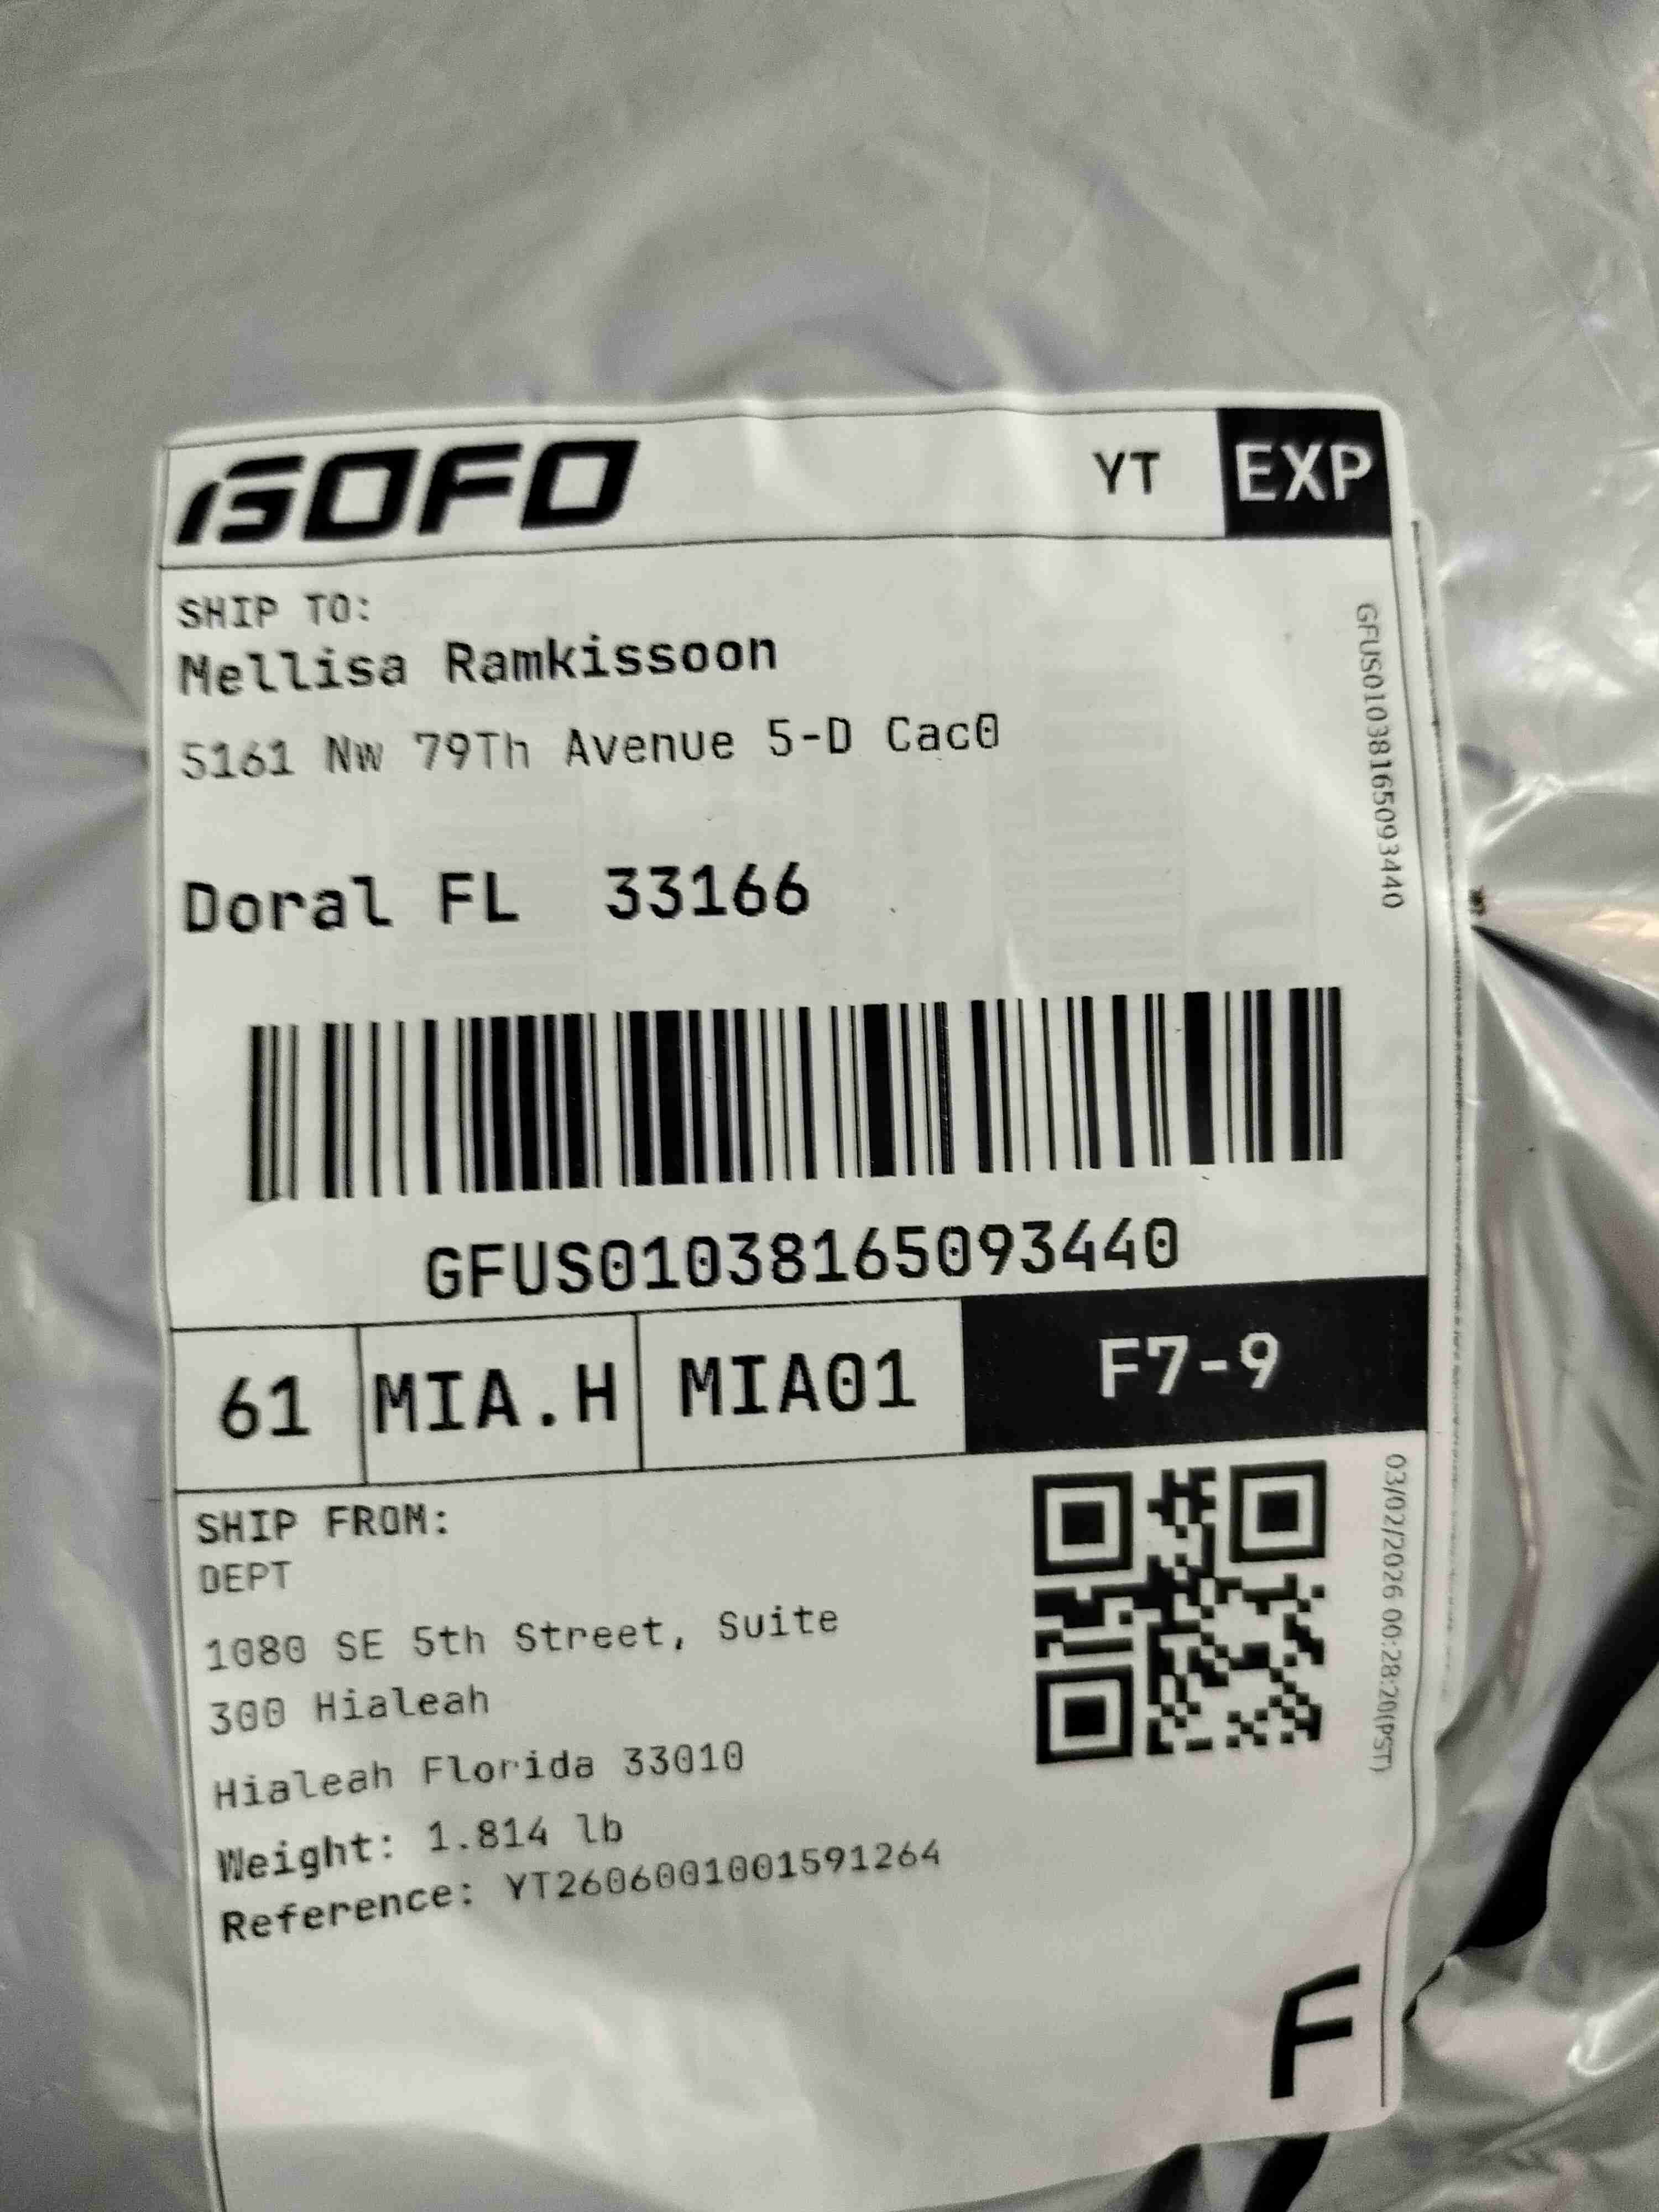 GOFO
YT
EXP
SHIP TO:
Mellisa Ramkissoon
5161 Nw 79Th Avenue 5-D Cac0
Doral FL 33166
GFUS01038165093440
GFUS01038165093440
61
MIA.H
MIA01
F7-9
SHIP FROM:
DEPT
1080 SE 5th Street, Suite
300 Hialeah
Hialeah Florida 33010
Weight: 1.814 lb
Reference: YT2606001001591264
03/02/2026 00:28:20(PST)
F